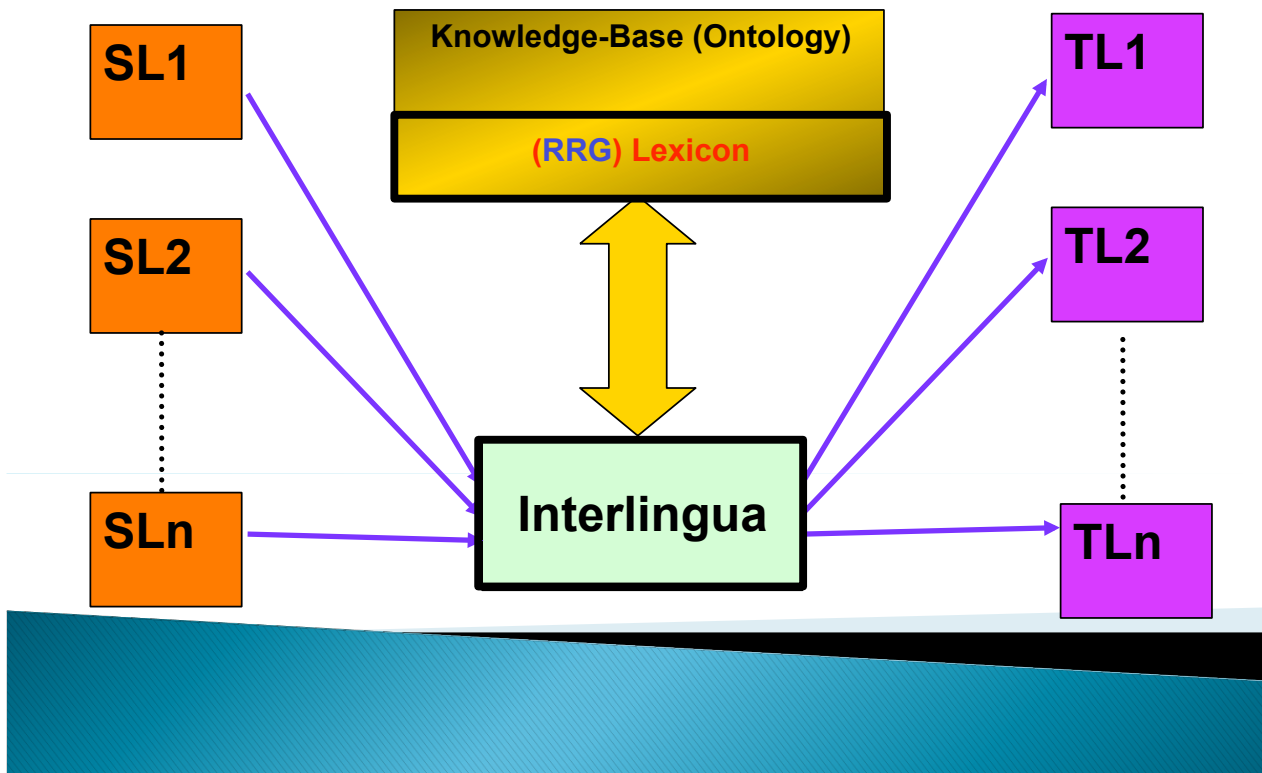 SL1
Knowledge-Base (Ontology)
TL1
(RRG) Lexicon
SL2
TL2
SLn
Interlingua
TLn